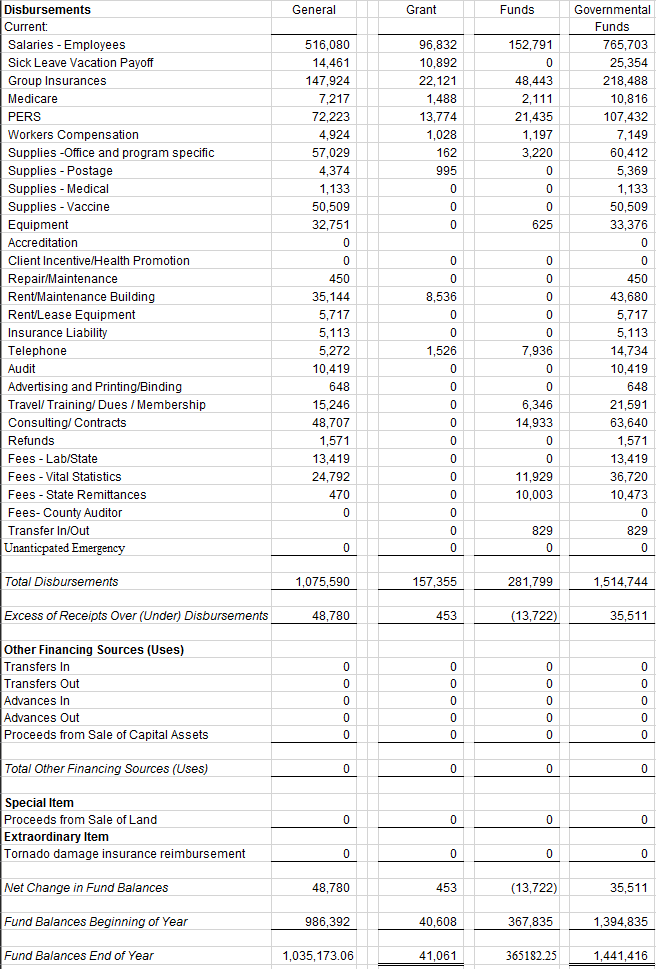 Disbursements General Grant Funds Governmental
Current: Funds
Salaries - Employees 516,080 96,832 152,791 765,703
Sick Leave Vacation Payoff 14,461 10,892 0 25,354
Group Insurances 147,924 22,121 48,443 218,488
Medicare 7,217 1,488 2,111 10,816
PERS 72,223 13,774 21,435 107,432
Workers Compensation 4,924 1,028 1,197 7,149
Supplies -Office and program specific 57,029 162 3,220 60,412
Supplies - Postage 4,374 995 0 5,369
Supplies - Medical 1,133 0 0 1,133
Supplies - Vaccine 50,509 0 0 50,509
Equipment 32,751 0 625 33,376
Accreditation 0 0
Client Incentive/Health Promotion 0 0 0 0
Repair/Maintenance 450 0 0 450
Rent/Maintenance Building 35,144 8,536 0 43,680
Rent/Lease Equipment 5,717 0 0 5,717
Insurance Liability 5,113 0 0 5,113
Telephone 5,272 1,526 7,936 14,734
Audit 10,419 0 0 10,419
Advertising and Printing/Binding 648 0 0 648
Travel/ Training/ Dues / Membership 15,246 0 6,346 21,591
Consulting/ Contracts 48,707 0 14,933 63,640
Refunds 1,571 0 0 1,571
Fees - Lab/State 13,419 0 0 13,419
Fees - Vital Statistics 24,792 0 11,929 36,720
Fees - State Remittances 470 0 10,003 10,473
Fees- County Auditor 0 0 0
Transfer In/Out 0 829 829
Unanticpated Emergency 0 0 0 0
Total Disbursements 1,075,590 157,355 281,799 1,514,744
Excess of Receipts Over (Under) Disbursements 48,780 453 (13,722) 35,511
Other Financing Sources (Uses)
Transfers In 0 0 0 0
Transfers Out 0 0 0 0
Advances In 0 0 0 0
Advances Out 0 0 0 0
Proceeds from Sale of Capital Assets 0 0 0 0
Total Other Financing Sources (Uses) 0 0 0 0
Special Item
Proceeds from Sale of Land 0 0 0 0
Extraordinary Item
Tornado damage insurance reimbursement 0 0 0 0
Net Change in Fund Balances 48,780 453 (13,722) 35,511
Fund Balances Beginning of Year 986,392 40,608 367,835 1,394,835
Fund Balances End of Year 1,035,173.06 41,061 365182.25 1,441,416